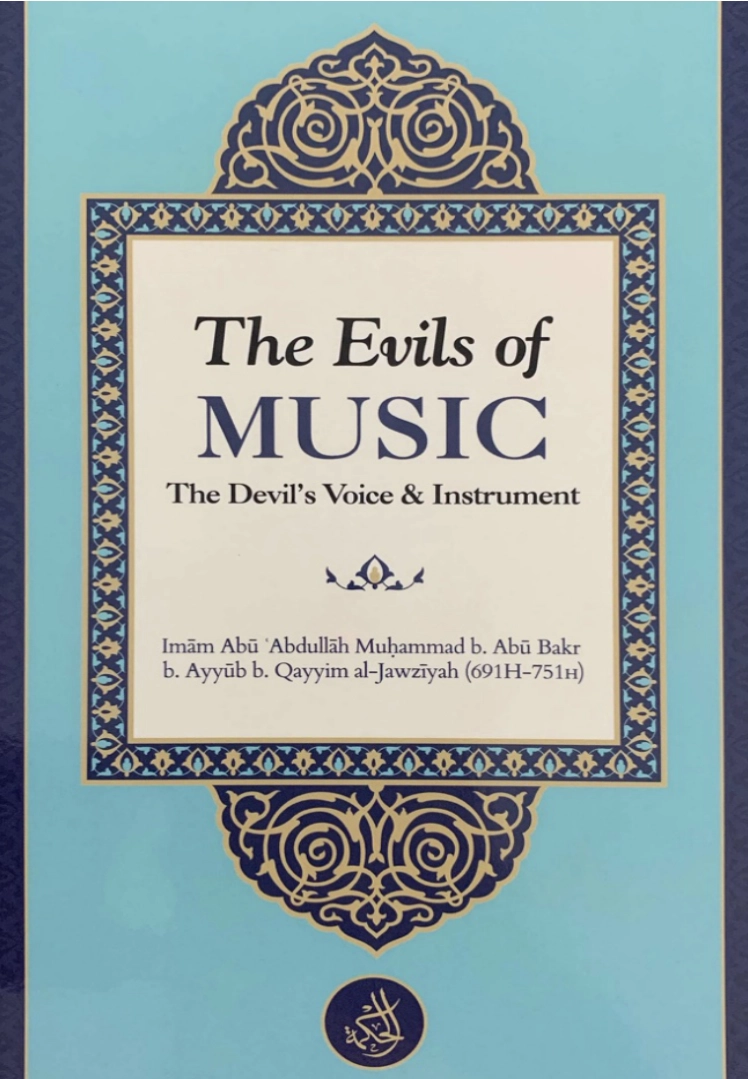 The Evils of
MUSIC
The Devil's Voice & Instrument
Imām Abū ʿAbdullāh Muḥammad b. Abū Bakr
b. Ayyūb b. Qayyim al-Jawzīyah (691H–751H)
الحكمة